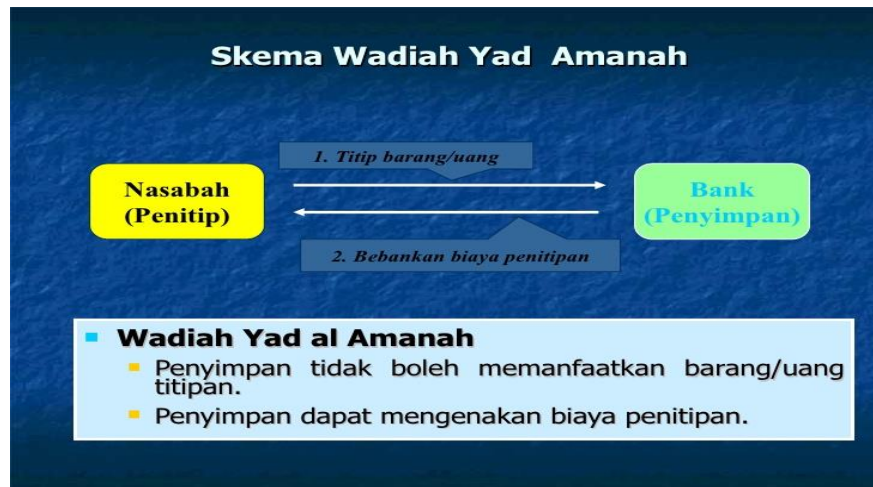 Skema Wadiah Yad Amanah
1. Titip barang/uang
Nasabah
(Penitip)
Bank
(Penyimpan)
2. Bebankan biaya penitipan
Wadiah Yad al Amanah
Penyimpan tidak boleh memanfaatkan barang/uang
titipan.
Penyimpan dapat mengenakan biaya penitipan.